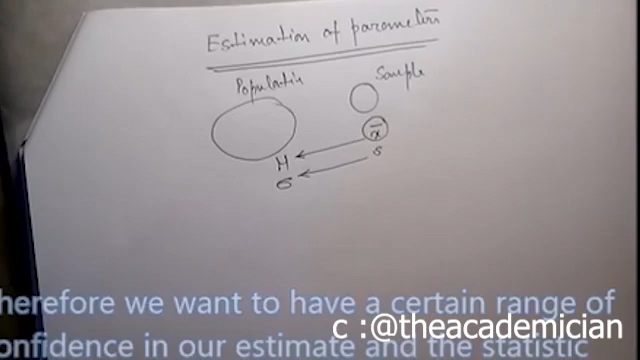 Estimation of parameters
Population
Sample
x̄
μ
s
σ
herefore we want to have a certain range of
onfidence in our estimate and the statistic
c :@theacademician